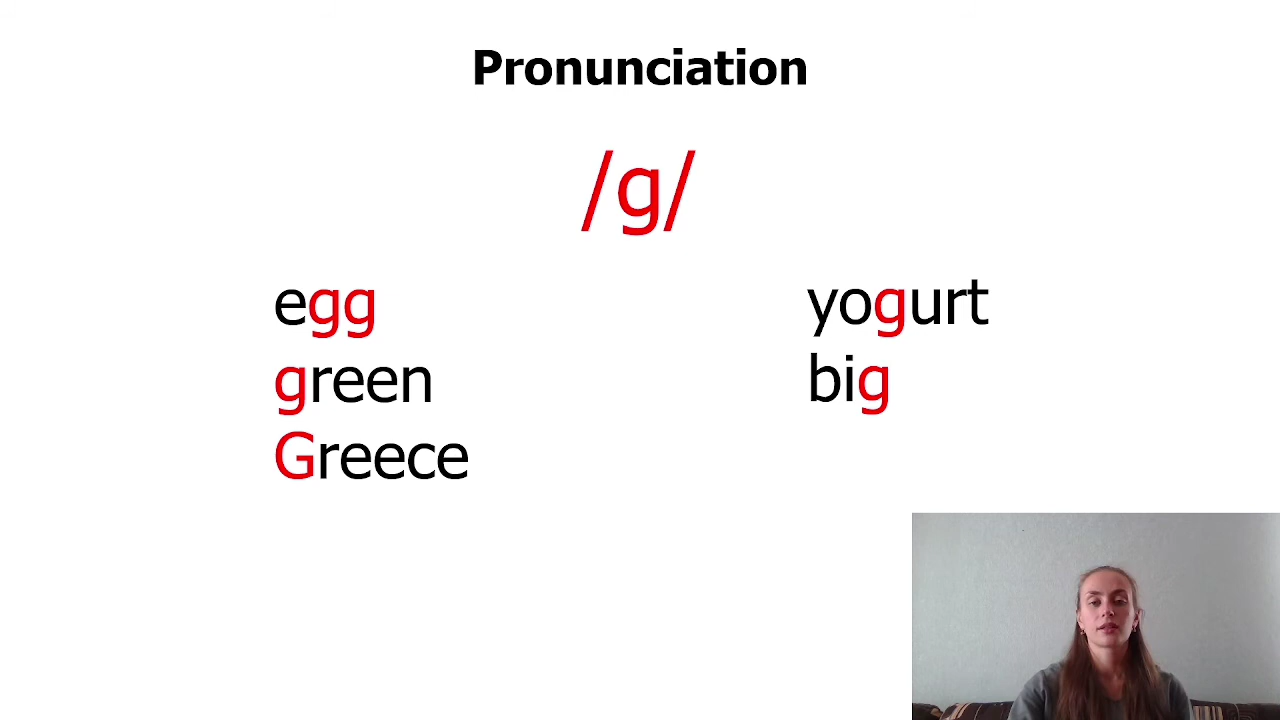 Pronunciation
/g/
egg
green
Greece
yogurt
big